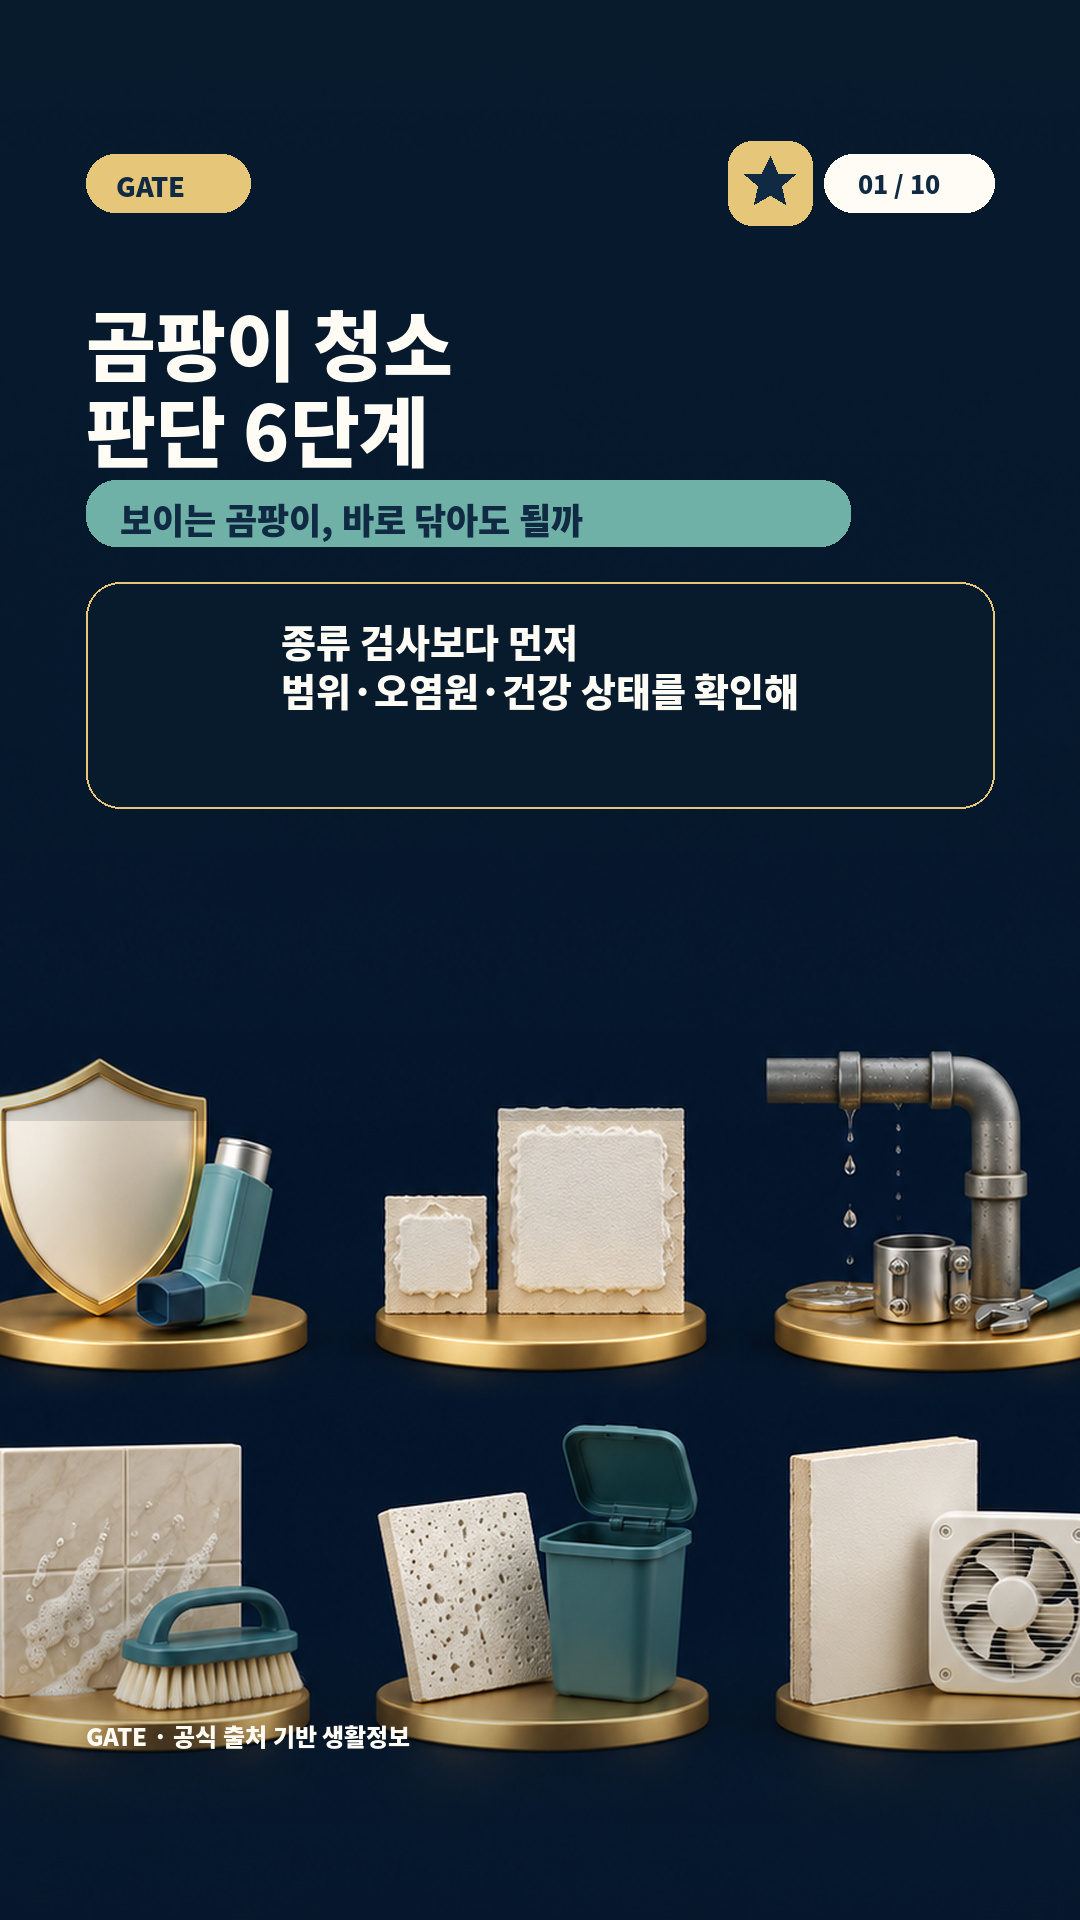 GATE
01 / 10
곰팡이 청소
판단 6단계
보이는 곰팡이, 바로 닦아도 될까
종류 검사보다 먼저
범위·오염원·건강 상태를 확인해
GATE · 공식 출처 기반 생활정보